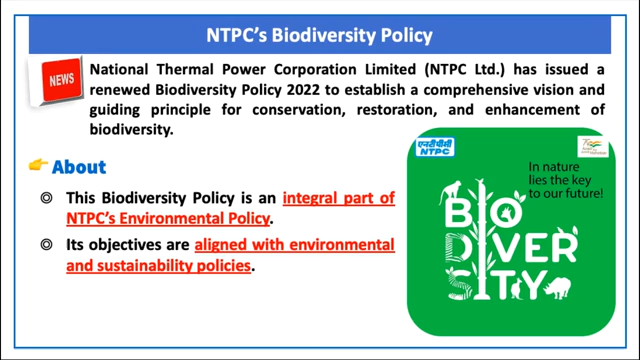 NTPC's Biodiversity Policy
NEWS
National Thermal Power Corporation Limited (NTPC Ltd.) has issued a
renewed Biodiversity Policy 2022 to establish a comprehensive vision and
guiding principle for conservation, restoration, and enhancement of
biodiversity.
About
This Biodiversity Policy is an integral part of
NTPC's Environmental Policy.
Its objectives are aligned with environmental
and sustainability policies.
एनटीपीसी
NTPC
In nature
lies the key
to our future!
BIO
DIVER
SITY